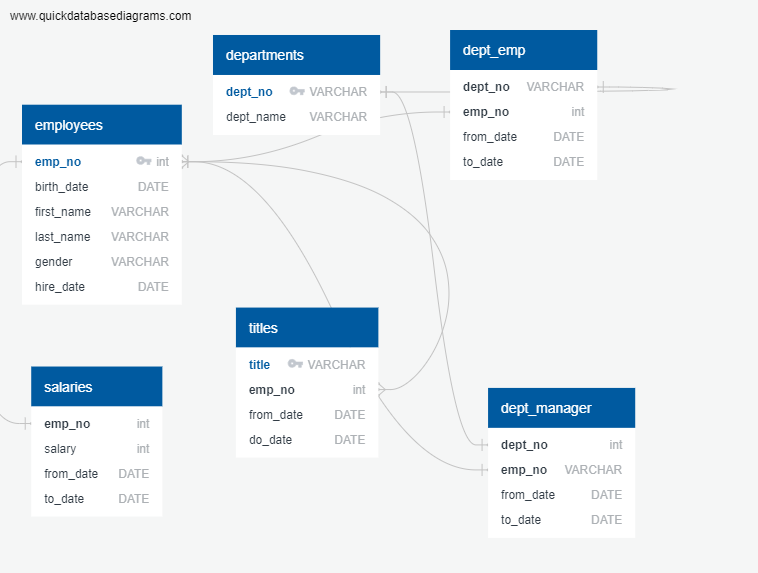 www.quickdatabasediagrams.com
departments
dept_no VARCHAR
dept_name VARCHAR
dept_emp
dept_no VARCHAR
emp_no int
from_date DATE
to_date DATE
employees
emp_no int
birth_date DATE
first_name VARCHAR
last_name VARCHAR
gender VARCHAR
hire_date DATE
titles
title VARCHAR
emp_no int
from_date DATE
do_date DATE
salaries
emp_no int
salary int
from_date DATE
to_date DATE
dept_manager
dept_no int
emp_no VARCHAR
from_date DATE
to_date DATE